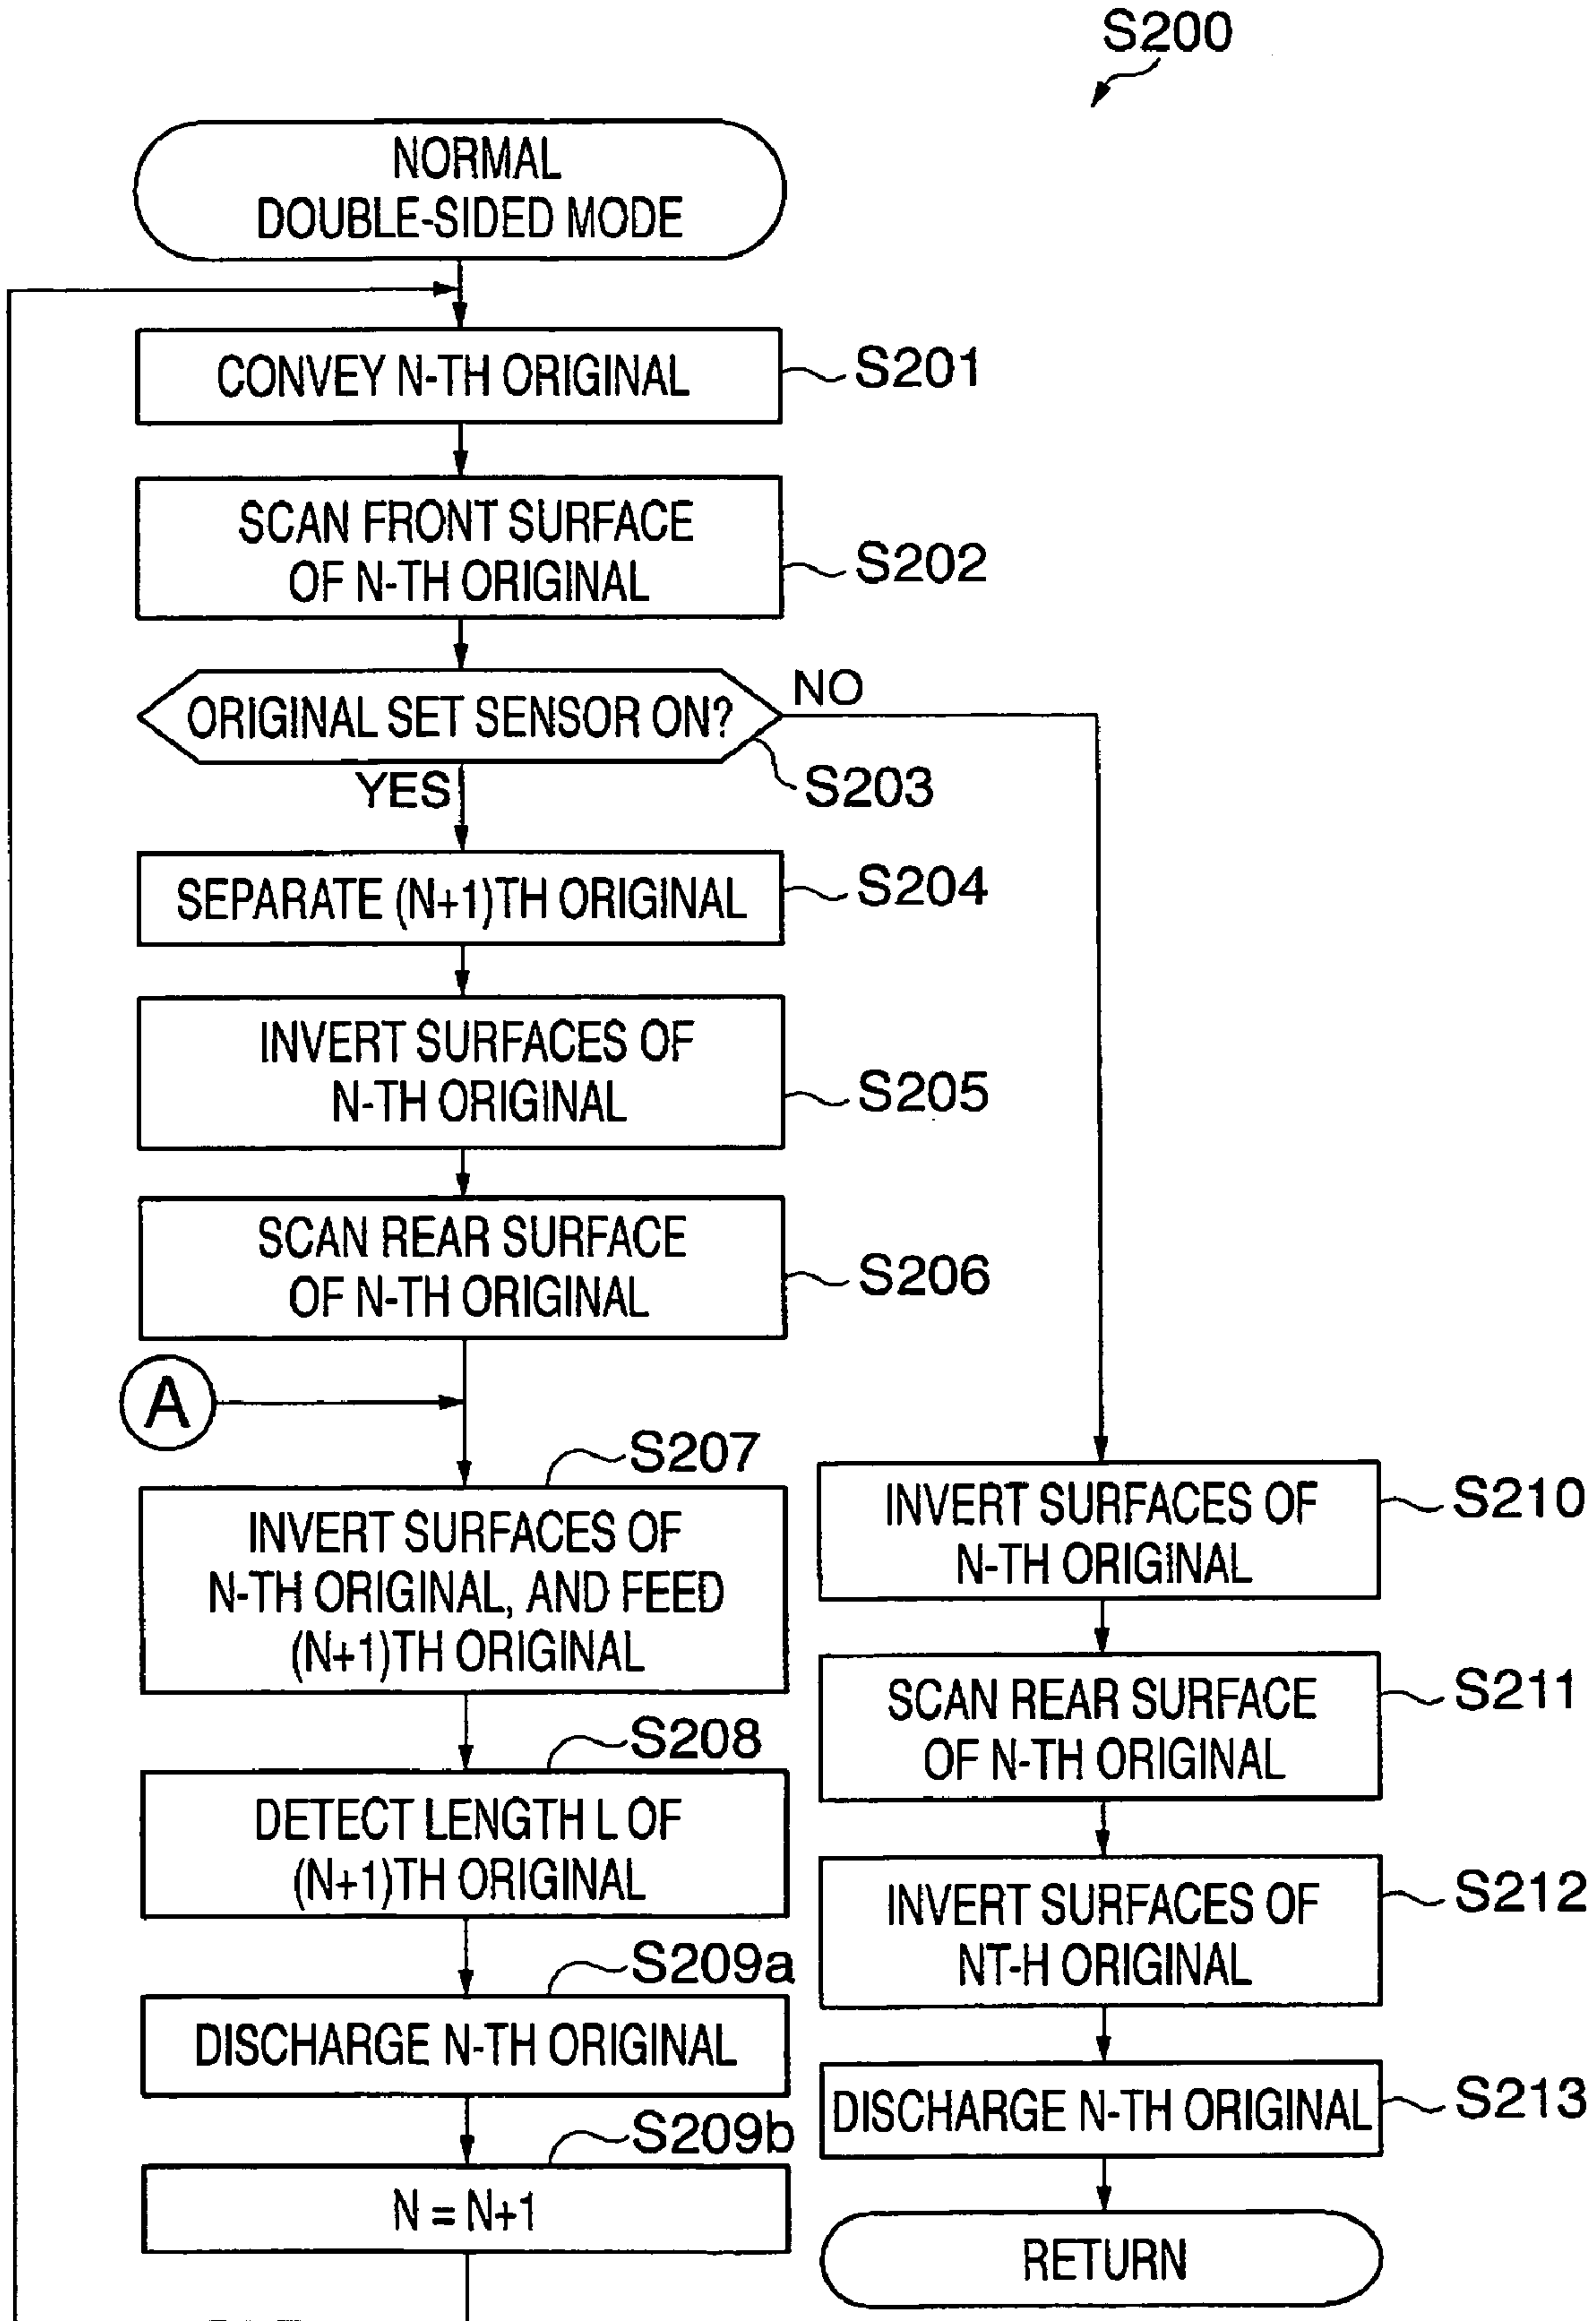 S200
NORMAL
DOUBLE-SIDED MODE
CONVEY N-TH ORIGINAL
S201
SCAN FRONT SURFACE
OF N-TH ORIGINAL
S202
ORIGINAL SET SENSOR ON?
NO
S203
YES
SEPARATE (N+1)TH ORIGINAL
S204
INVERT SURFACES OF
N-TH ORIGINAL
S205
SCAN REAR SURFACE
OF N-TH ORIGINAL
S206
A
S207
INVERT SURFACES OF
N-TH ORIGINAL, AND FEED
(N+1)TH ORIGINAL
S208
DETECT LENGTH L OF
(N+1)TH ORIGINAL
S209a
DISCHARGE N-TH ORIGINAL
S209b
N = N+1
INVERT SURFACES OF
N-TH ORIGINAL
S210
SCAN REAR SURFACE
OF N-TH ORIGINAL
S211
INVERT SURFACES OF
NT-H ORIGINAL
S212
DISCHARGE N-TH ORIGINAL
S213
RETURN